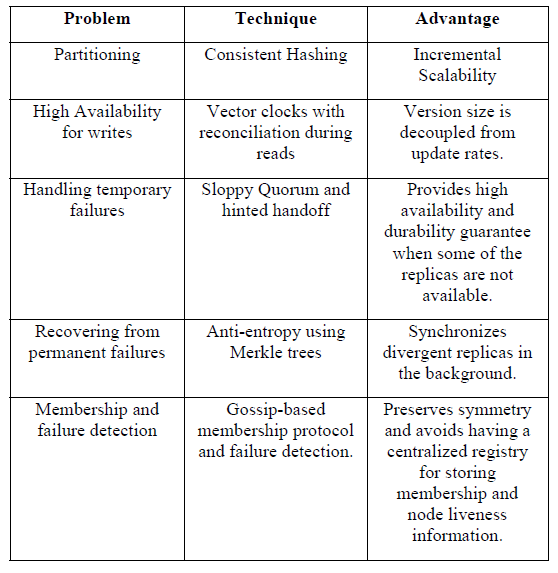 Problem Technique Advantage
Partitioning Consistent Hashing Incremental
Scalability
High Availability
for writes
Vector clocks with
reconciliation during
reads
Version size is
decoupled from
update rates.
Handling temporary
failures
Sloppy Quorum and
hinted handoff
Provides high
availability and
durability guarantee
when some of the
replicas are not
available.
Recovering from
permanent failures
Anti-entropy using
Merkle trees
Synchronizes
divergent replicas in
the background.
Membership and
failure detection
Gossip-based
membership protocol
and failure detection.
Preserves symmetry
and avoids having a
centralized registry
for storing
membership and
node liveness
information.